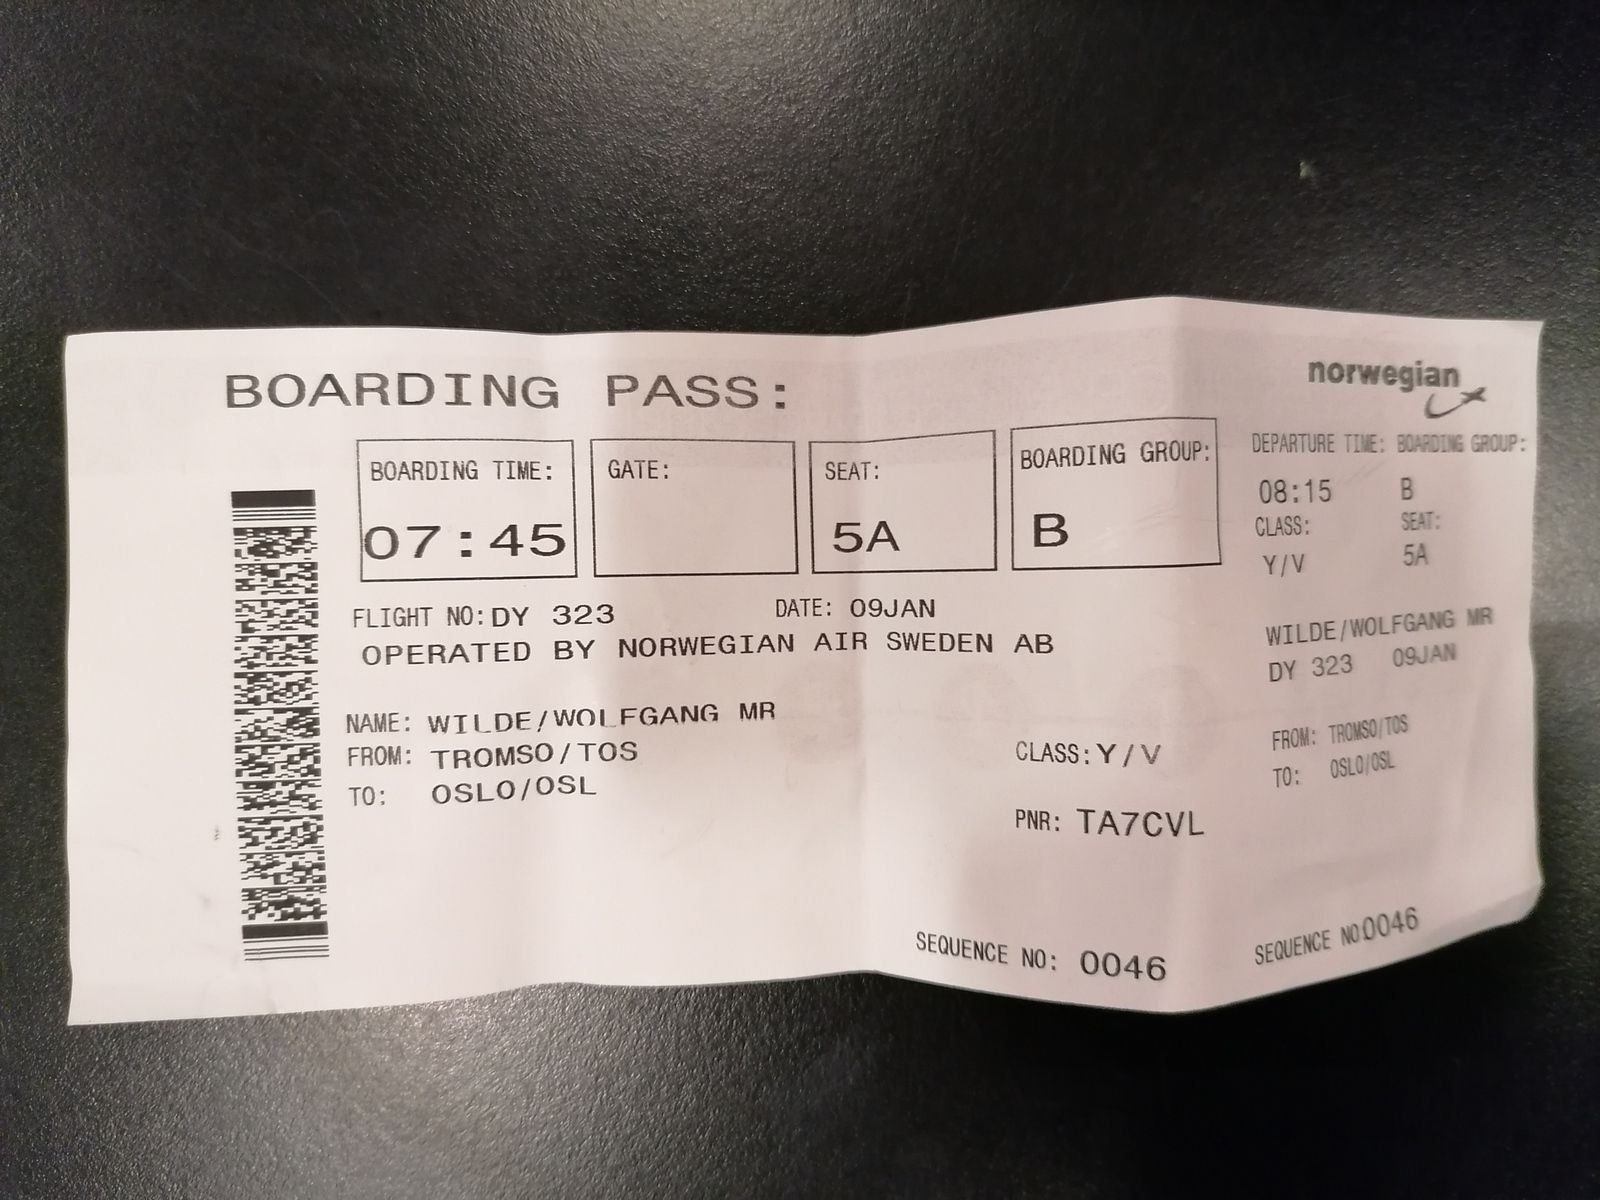 BOARDING PASS:
norwegian
BOARDING TIME: GATE: SEAT: BOARDING GROUP:
07:45 5A B
FLIGHT NO: DY 323 DATE: 09JAN
OPERATED BY NORWEGIAN AIR SWEDEN AB
NAME: WILDE/WOLFGANG MR
FROM: TROMSO/TOS
TO: OSLO/OSL
CLASS: Y/V
PNR: TA7CVL
SEQUENCE NO: 0046
DEPARTURE TIME: BOARDING GROUP:
08:15 B
CLASS: SEAT:
Y/V 5A
WILDE/WOLFGANG MR
DY 323 09JAN
FROM: TROMSO/TOS
TO: OSLO/OSL
SEQUENCE NO:0046